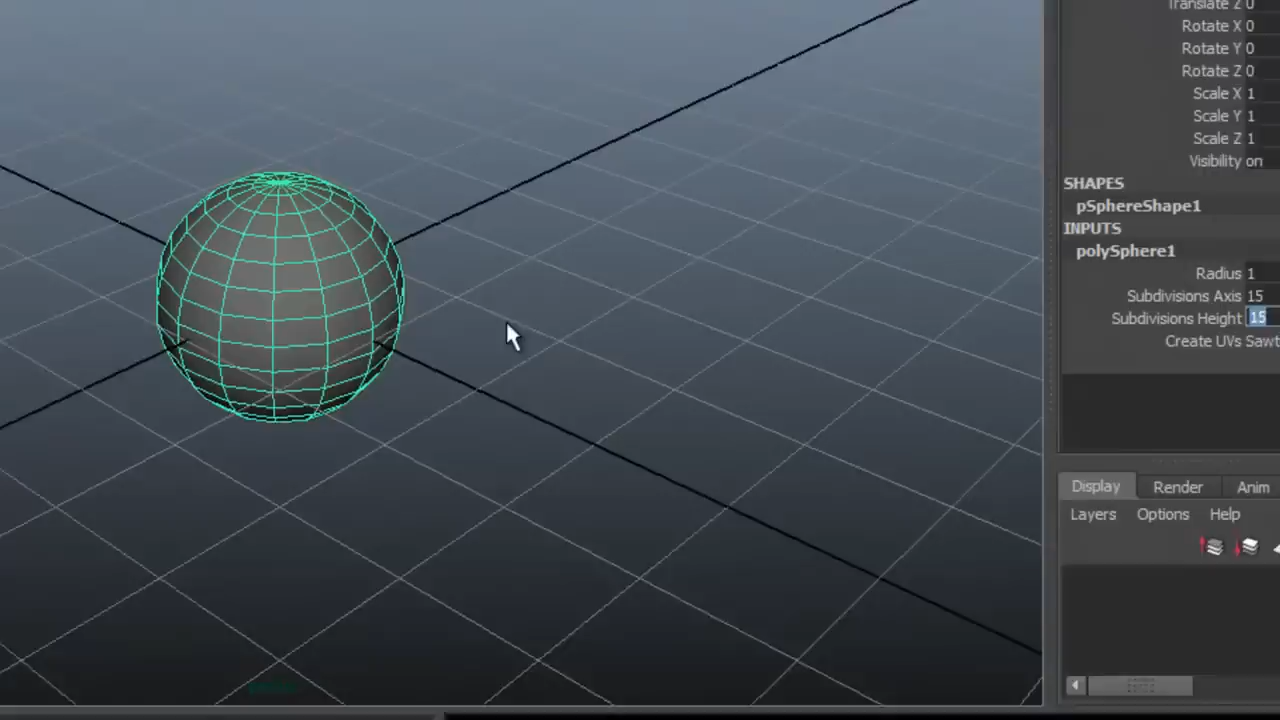 Translate Z 0
Rotate X 0
Rotate Y 0
Rotate Z 0
Scale X 1
Scale Y 1
Scale Z 1
Visibility on
SHAPES
pSphereShape1
INPUTS
polySphere1
Radius 1
Subdivisions Axis 15
Subdivisions Height 15
Create UVs Sawt
Display Render Anim
Layers Options Help